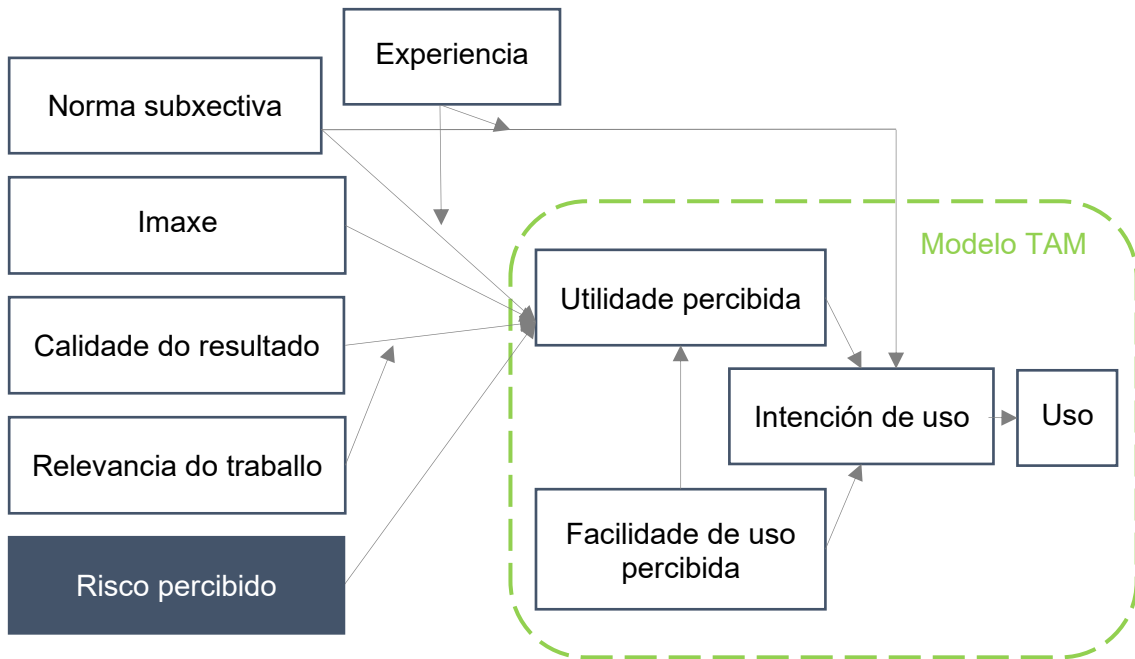 Experiencia
Norma subxectiva
Imaxe
Modelo TAM
Utilidade percibida
Calidade do resultado
Intención de uso
Uso
Relevancia do traballo
Facilidade de uso
percibida
Risco percibido